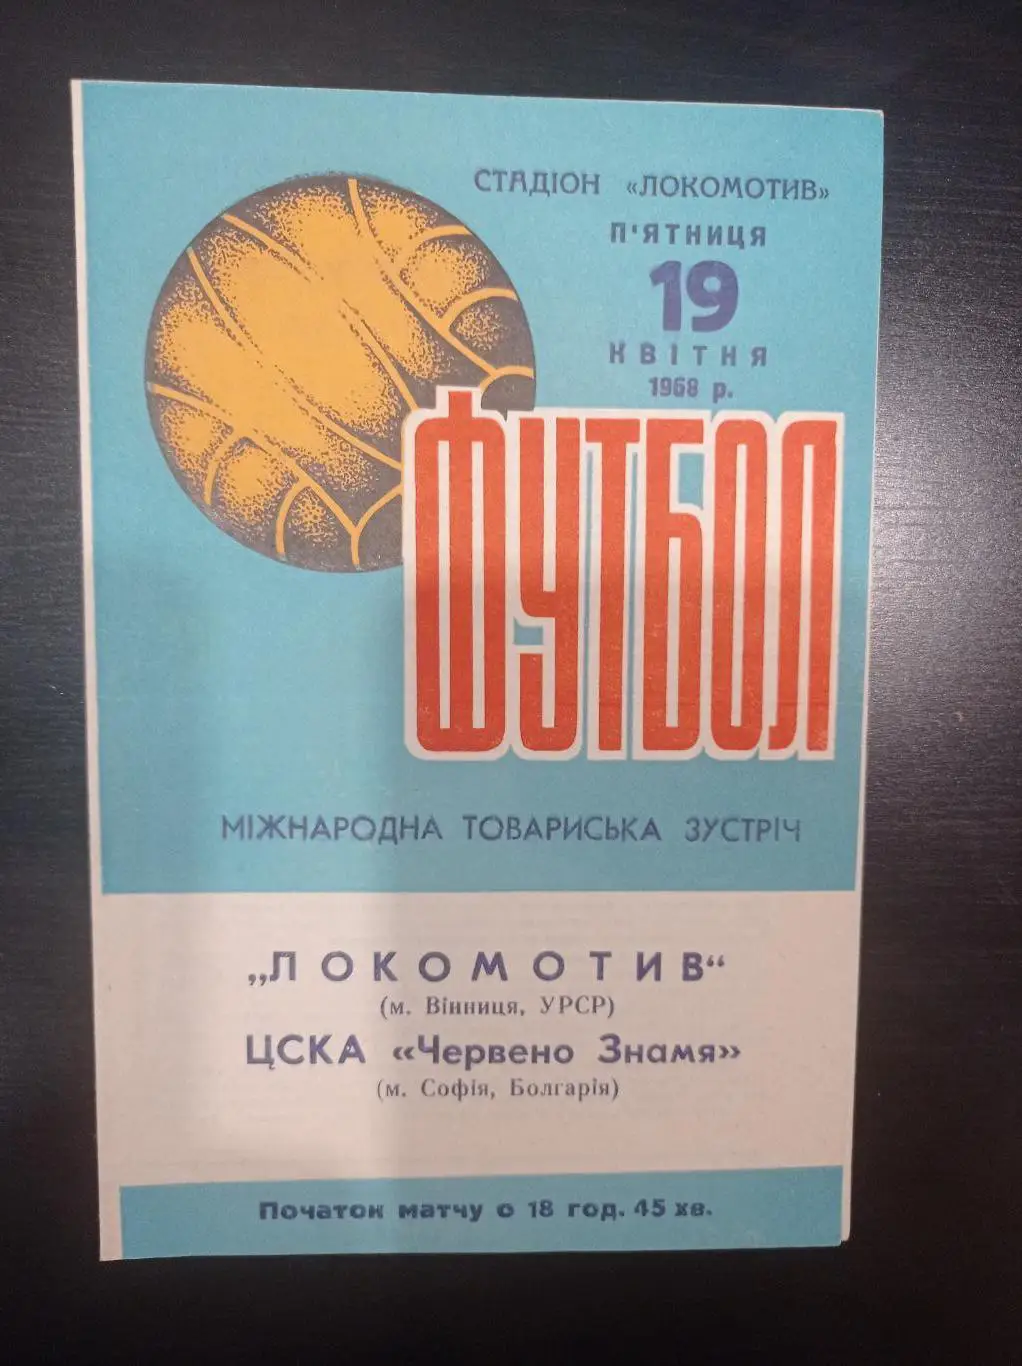 СТАДІОН «ЛОКОМОТИВ»
П'ЯТНИЦЯ
19
КВІТНЯ
1968 р.
ФУТБОЛ
МІЖНАРОДНА ТОВАРИСЬКА ЗУСТРІЧ
„ЛОКОМОТИВ“
(м. Вінниця, УРСР)
ЦСКА «Червено Знамя»
(м. Софія, Болгарія)
Початок матчу о 18 год. 45 хв.